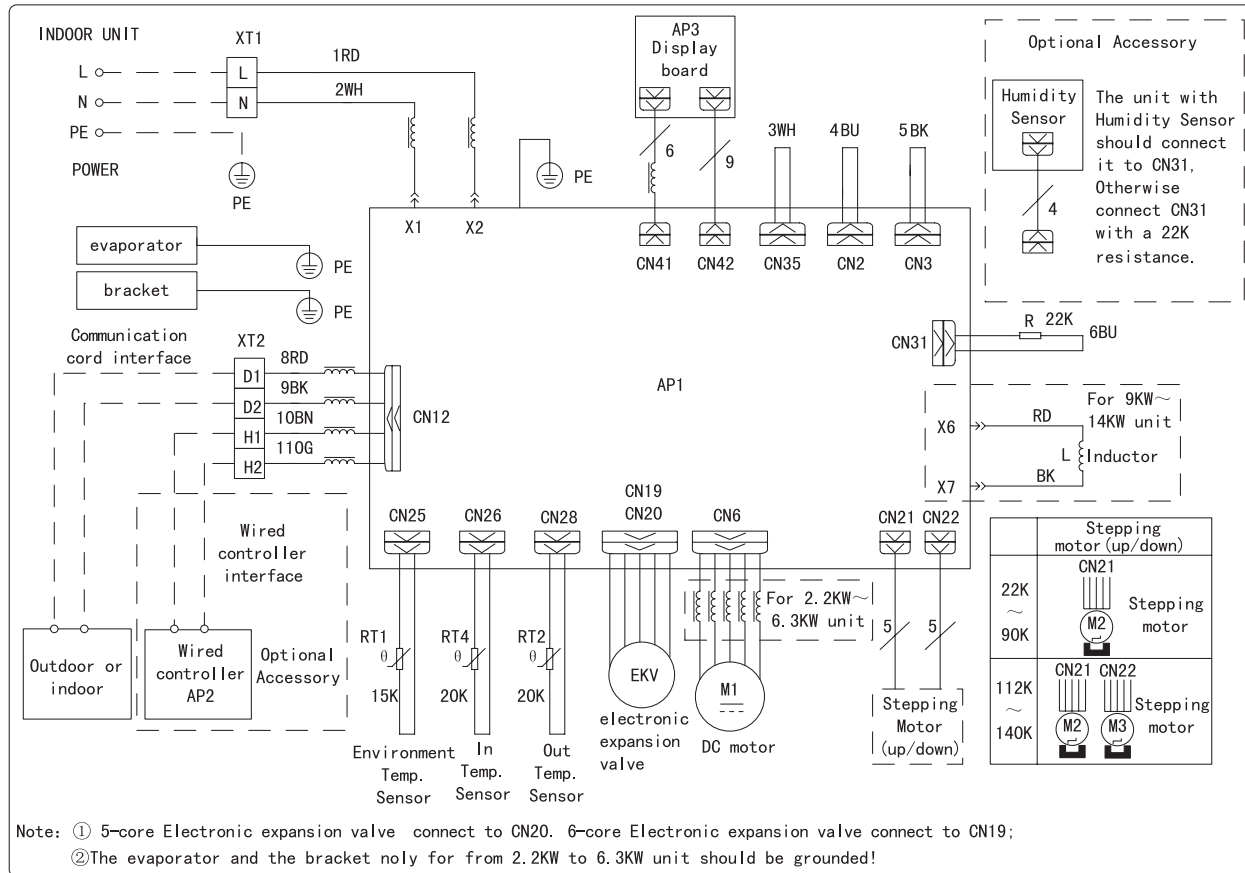 INDOOR UNIT
XT1
L
L
1RD
N
N
2WH
PE
POWER
PE
PE
AP3
Display
board
6
9
3WH
4BU
5BK
Optional Accessory
Humidity
Sensor
4
The unit with
Humidity Sensor
should connect
it to CN31,
Otherwise
connect CN31
with a 22K
resistance.
X1
X2
CN41
CN42
CN35
CN2
CN3
evaporator
PE
bracket
PE
Communication
cord interface
XT2
D1
8RD
D2
9BK
H1
10BN
H2
11OG
CN12
AP1
CN31
R
22K
6BU
For 9KW～
14KW unit
X6
RD
L
Inductor
X7
BK
Wired
controller
interface
Outdoor or
indoor
Wired
controller
AP2
Optional
Accessory
CN25
CN26
CN28
CN19
CN20
CN6
CN21
CN22
For 2.2KW～
6.3KW unit
5
5
RT1
θ
15K
RT4
θ
20K
RT2
θ
20K
EKV
M1
Environment
Temp.
Sensor
In
Temp.
Sensor
Out
Temp.
Sensor
electronic
expansion
valve
DC motor
Stepping
Motor
(up/down)
Stepping
motor(up/down)
22K
～
90K
CN21
M2
Stepping
motor
112K
～
140K
CN21
CN22
M2
M3
Stepping
motor
Note: ① 5-core Electronic expansion valve connect to CN20. 6-core Electronic expansion valve connect to CN19;
②The evaporator and the bracket noly for from 2.2KW to 6.3KW unit should be grounded!